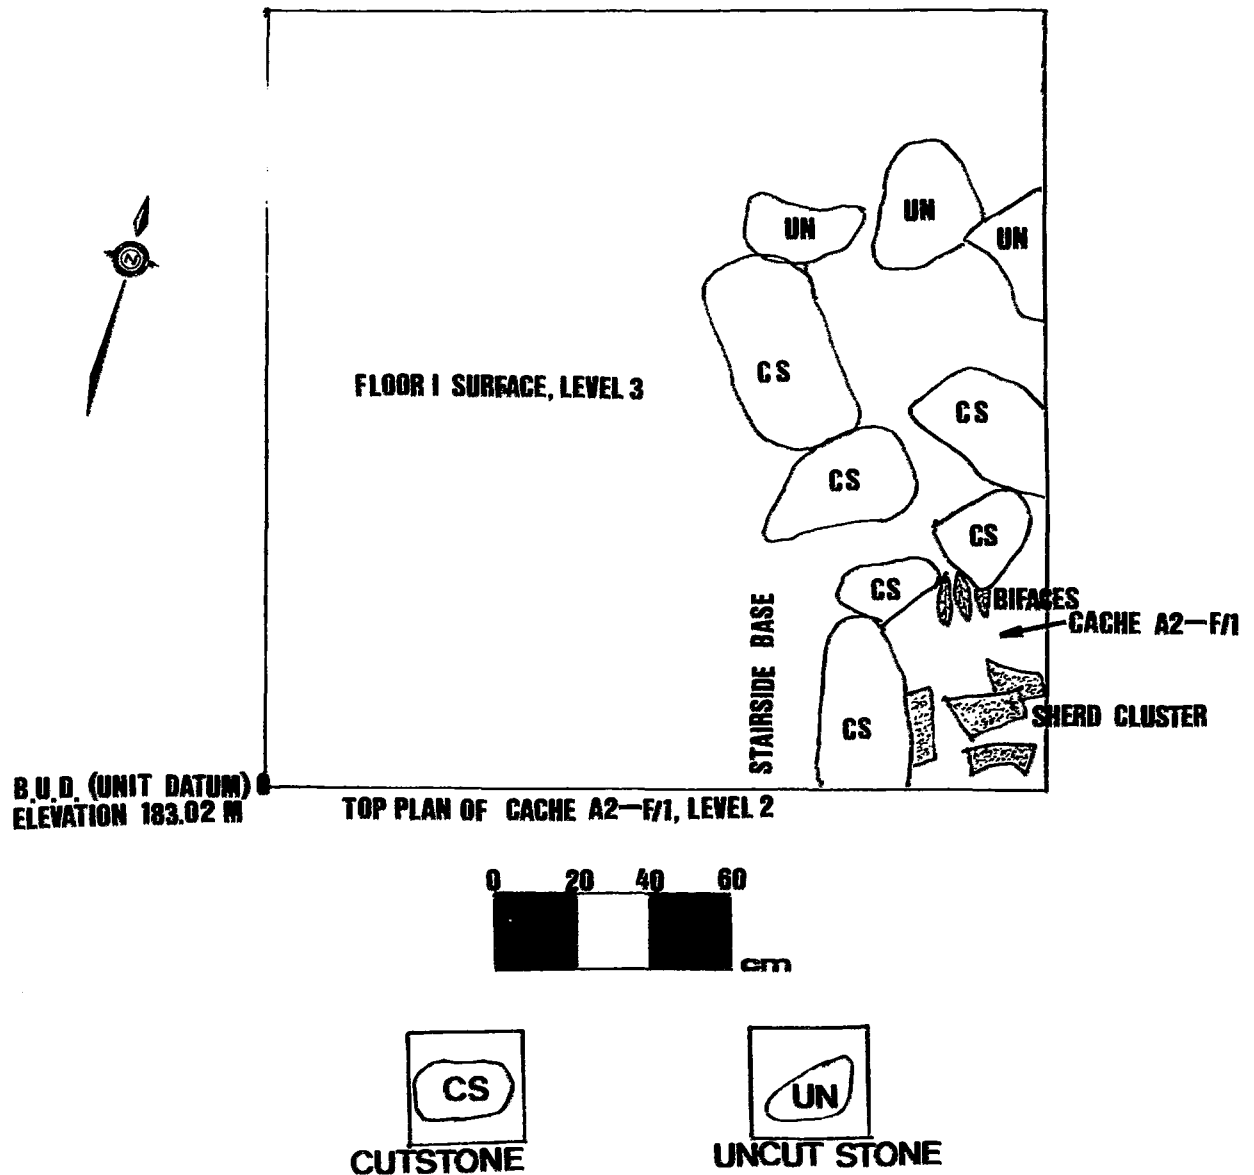 UN
UN
UN
N
CS
FLOOR I SURFACE, LEVEL 3
CS
CS
CS
CS
BIFACES
CACHE A2-F/1
STAIRSIDE BASE
SHERD CLUSTER
CS
B.U.D. (UNIT DATUM)
ELEVATION 183.02 M
TOP PLAN OF CACHE A2-F/1, LEVEL 2
0 20 40 60
cm
CS
UN
CUTSTONE
UNCUT STONE